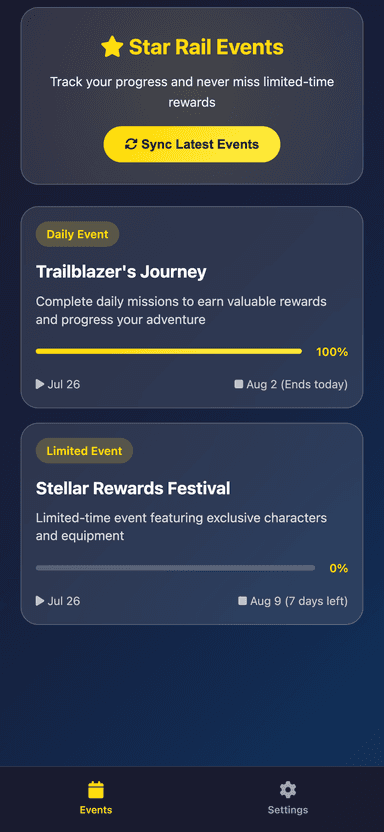 Star Rail Events
Track your progress and never miss limited-time
rewards
Sync Latest Events
Daily Event
Trailblazer's Journey
Complete daily missions to earn valuable rewards
and progress your adventure
100%
Jul 26
Aug 2 (Ends today)
Limited Event
Stellar Rewards Festival
Limited-time event featuring exclusive characters
and equipment
0%
Jul 26
Aug 9 (7 days left)
Events
Settings